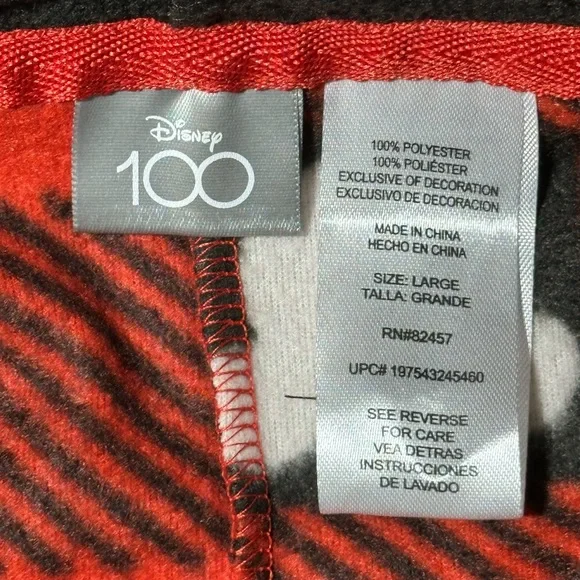 Disney
100
100% POLYESTER
100% POLIÉSTER
EXCLUSIVE OF DECORATION
EXCLUSIVO DE DECORACION
MADE IN CHINA
HECHO EN CHINA
SIZE: LARGE
TALLA: GRANDE
RN#82457
UPC# 197543245460
SEE REVERSE
FOR CARE
VEA DETRAS
INSTRUCCIONES
DE LAVADO